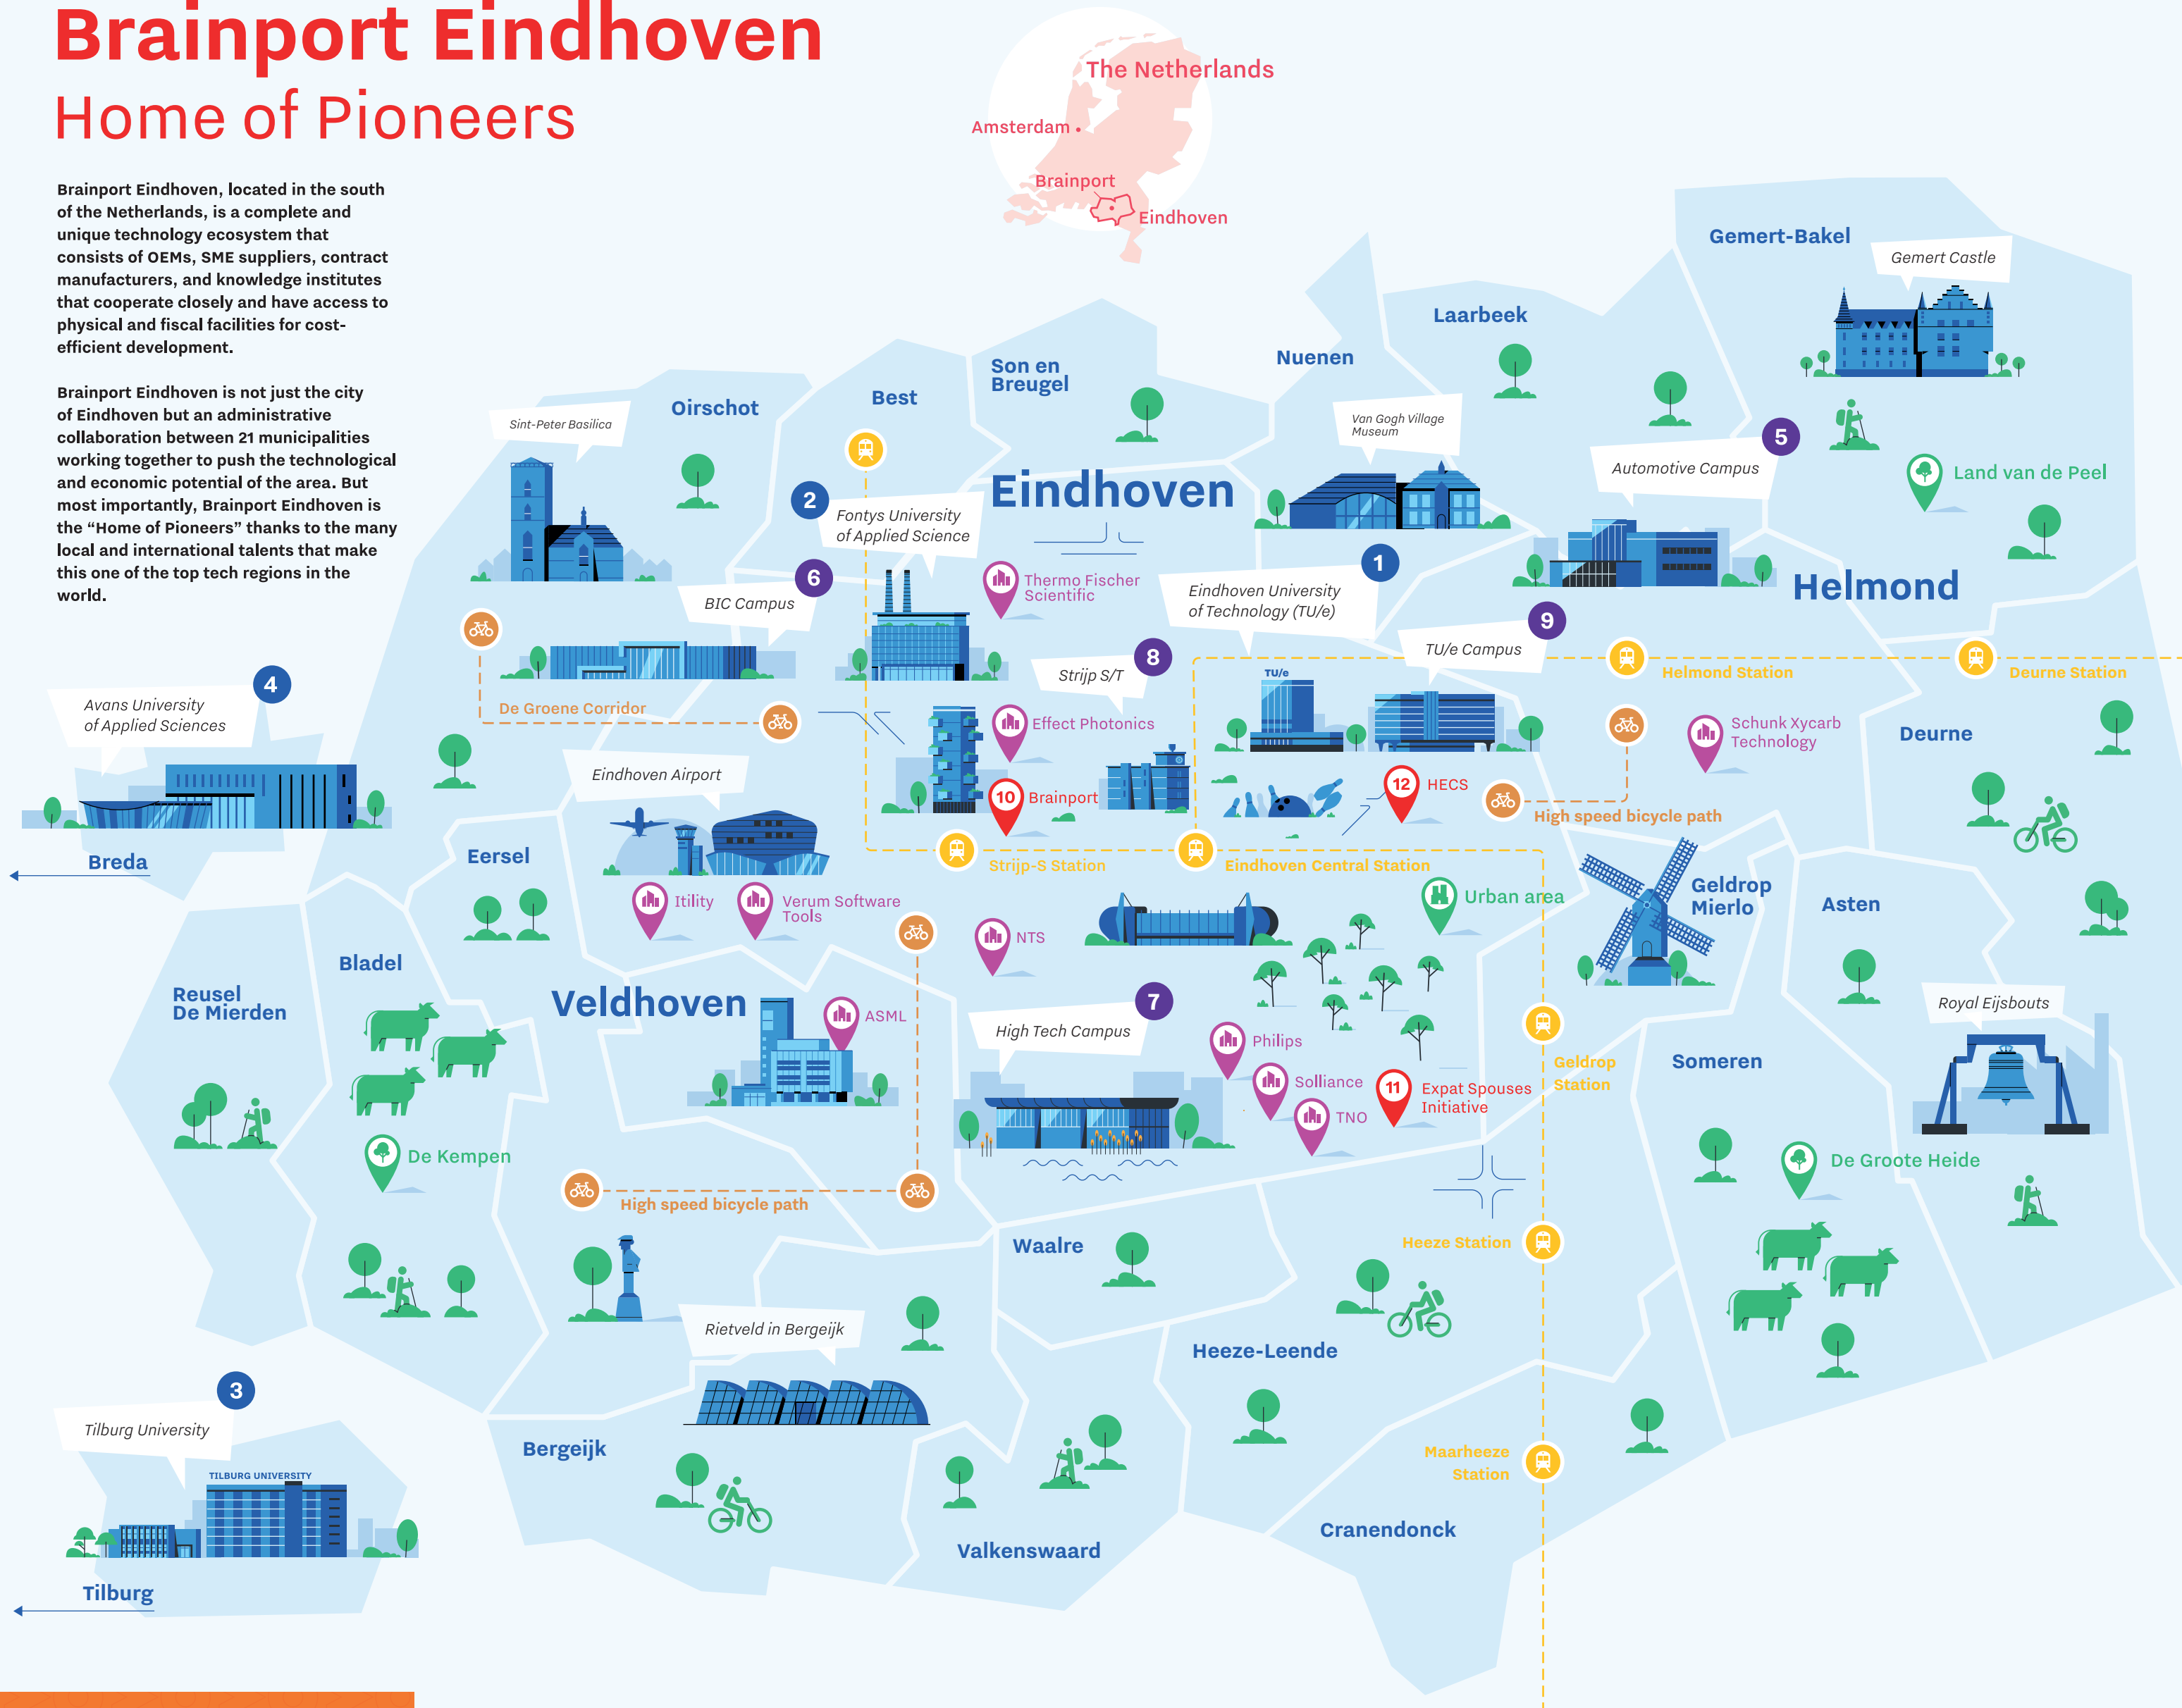 Brainport Eindhoven
Home of Pioneers
Brainport Eindhoven, located in the south
of the Netherlands, is a complete and
unique technology ecosystem that
consists of OEMs, SME suppliers, contract
manufacturers, and knowledge institutes
that cooperate closely and have access to
physical and fiscal facilities for cost-
efficient development.
Brainport Eindhoven is not just the city
of Eindhoven but an administrative
collaboration between 21 municipalities
working together to push the technological
and economic potential of the area. But
most importantly, Brainport Eindhoven is
the “Home of Pioneers” thanks to the many
local and international talents that make
this one of the top tech regions in the
world.
The Netherlands
Amsterdam
Brainport
Eindhoven
Gemert-Bakel
Gemert Castle
Laarbeek
Nuenen
Son en
Breugel
Best
Oirschot
Sint-Peter Basilica
Van Gogh Village
Museum
5
Automotive Campus
Land van de Peel
Eindhoven
2
Fontys University
of Applied Science
1
Eindhoven University
of Technology (TU/e)
Thermo Fischer
Scientific
Helmond
6
BIC Campus
9
TU/e Campus
8
Strijp S/T
Helmond Station
Deurne Station
TU/e
4
Avans University
of Applied Sciences
De Groene Corridor
Effect Photonics
Schunk Xycarb
Technology
Deurne
Eindhoven Airport
10
Brainport
12
HECS
High speed bicycle path
Breda
Eersel
Strijp-S Station
Eindhoven Central Station
Geldrop
Mierlo
Asten
Itility
Verum Software
Tools
Urban area
NTS
Bladel
Reusel
De Mierden
Veldhoven
ASML
7
High Tech Campus
Philips
Solliance
TNO
11
Expat Spouses
Initiative
Geldrop
Station
Someren
Royal Eijsbouts
De Kempen
De Groote Heide
High speed bicycle path
Waalre
Heeze Station
Rietveld in Bergeijk
Heeze-Leende
3
Tilburg University
TILBURG UNIVERSITY
Bergeijk
Maarheeze
Station
Cranendonck
Valkenswaard
Tilburg